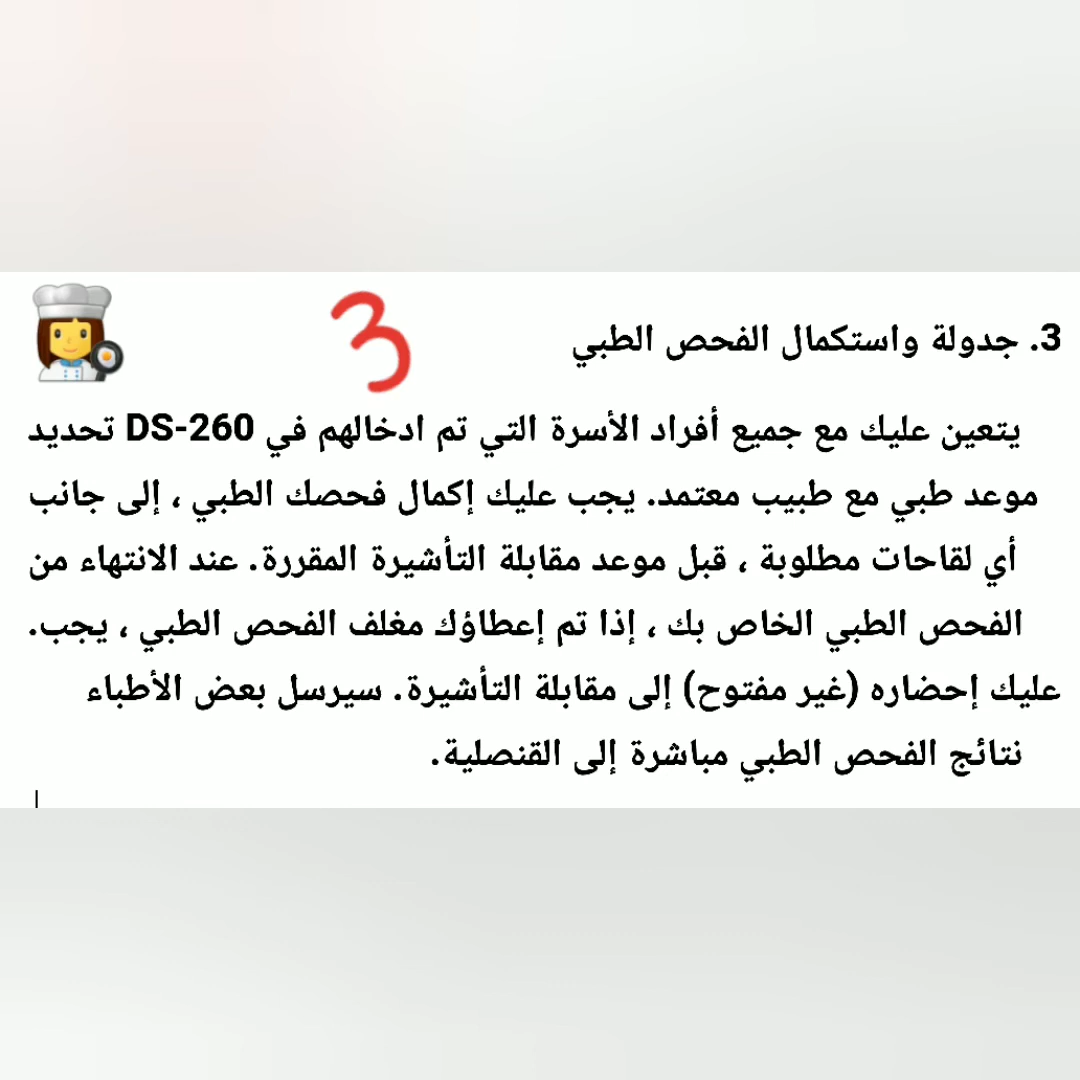 3. جدولة واستكمال الفحص الطبي
3
يتعين عليك مع جميع أفراد الأسرة التي تم ادخالهم في DS-260 تحديد
موعد طبي مع طبيب معتمد. يجب عليك إكمال فحصك الطبي ، إلى جانب
أي لقاحات مطلوبة ، قبل موعد مقابلة التأشيرة المقررة. عند الانتهاء من
الفحص الطبي الخاص بك ، إذا تم إعطاؤك مغلف الفحص الطبي ، يجب.
عليك إحضاره (غير مفتوح) إلى مقابلة التأشيرة. سيرسل بعض الأطباء
نتائج الفحص الطبي مباشرة إلى القنصلية.